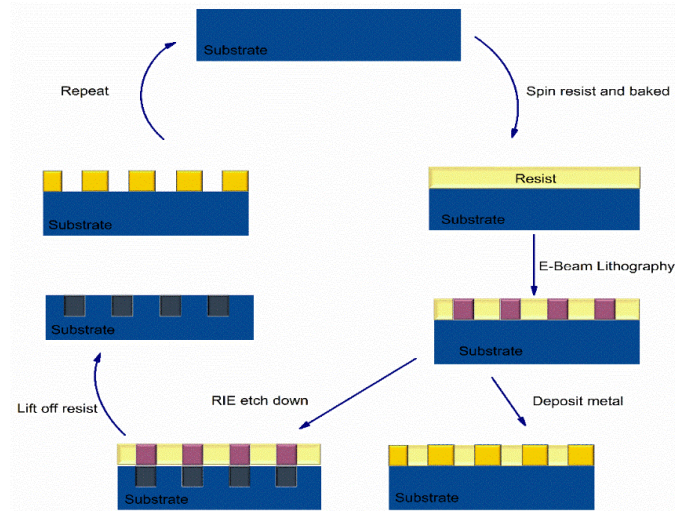 Substrate
Repeat
Spin resist and baked
Resist
Substrate
Substrate
E-Beam Lithography
Substrate
Substrate
RIE etch down
Deposit metal
Lift off resist
Substrate
Substrate